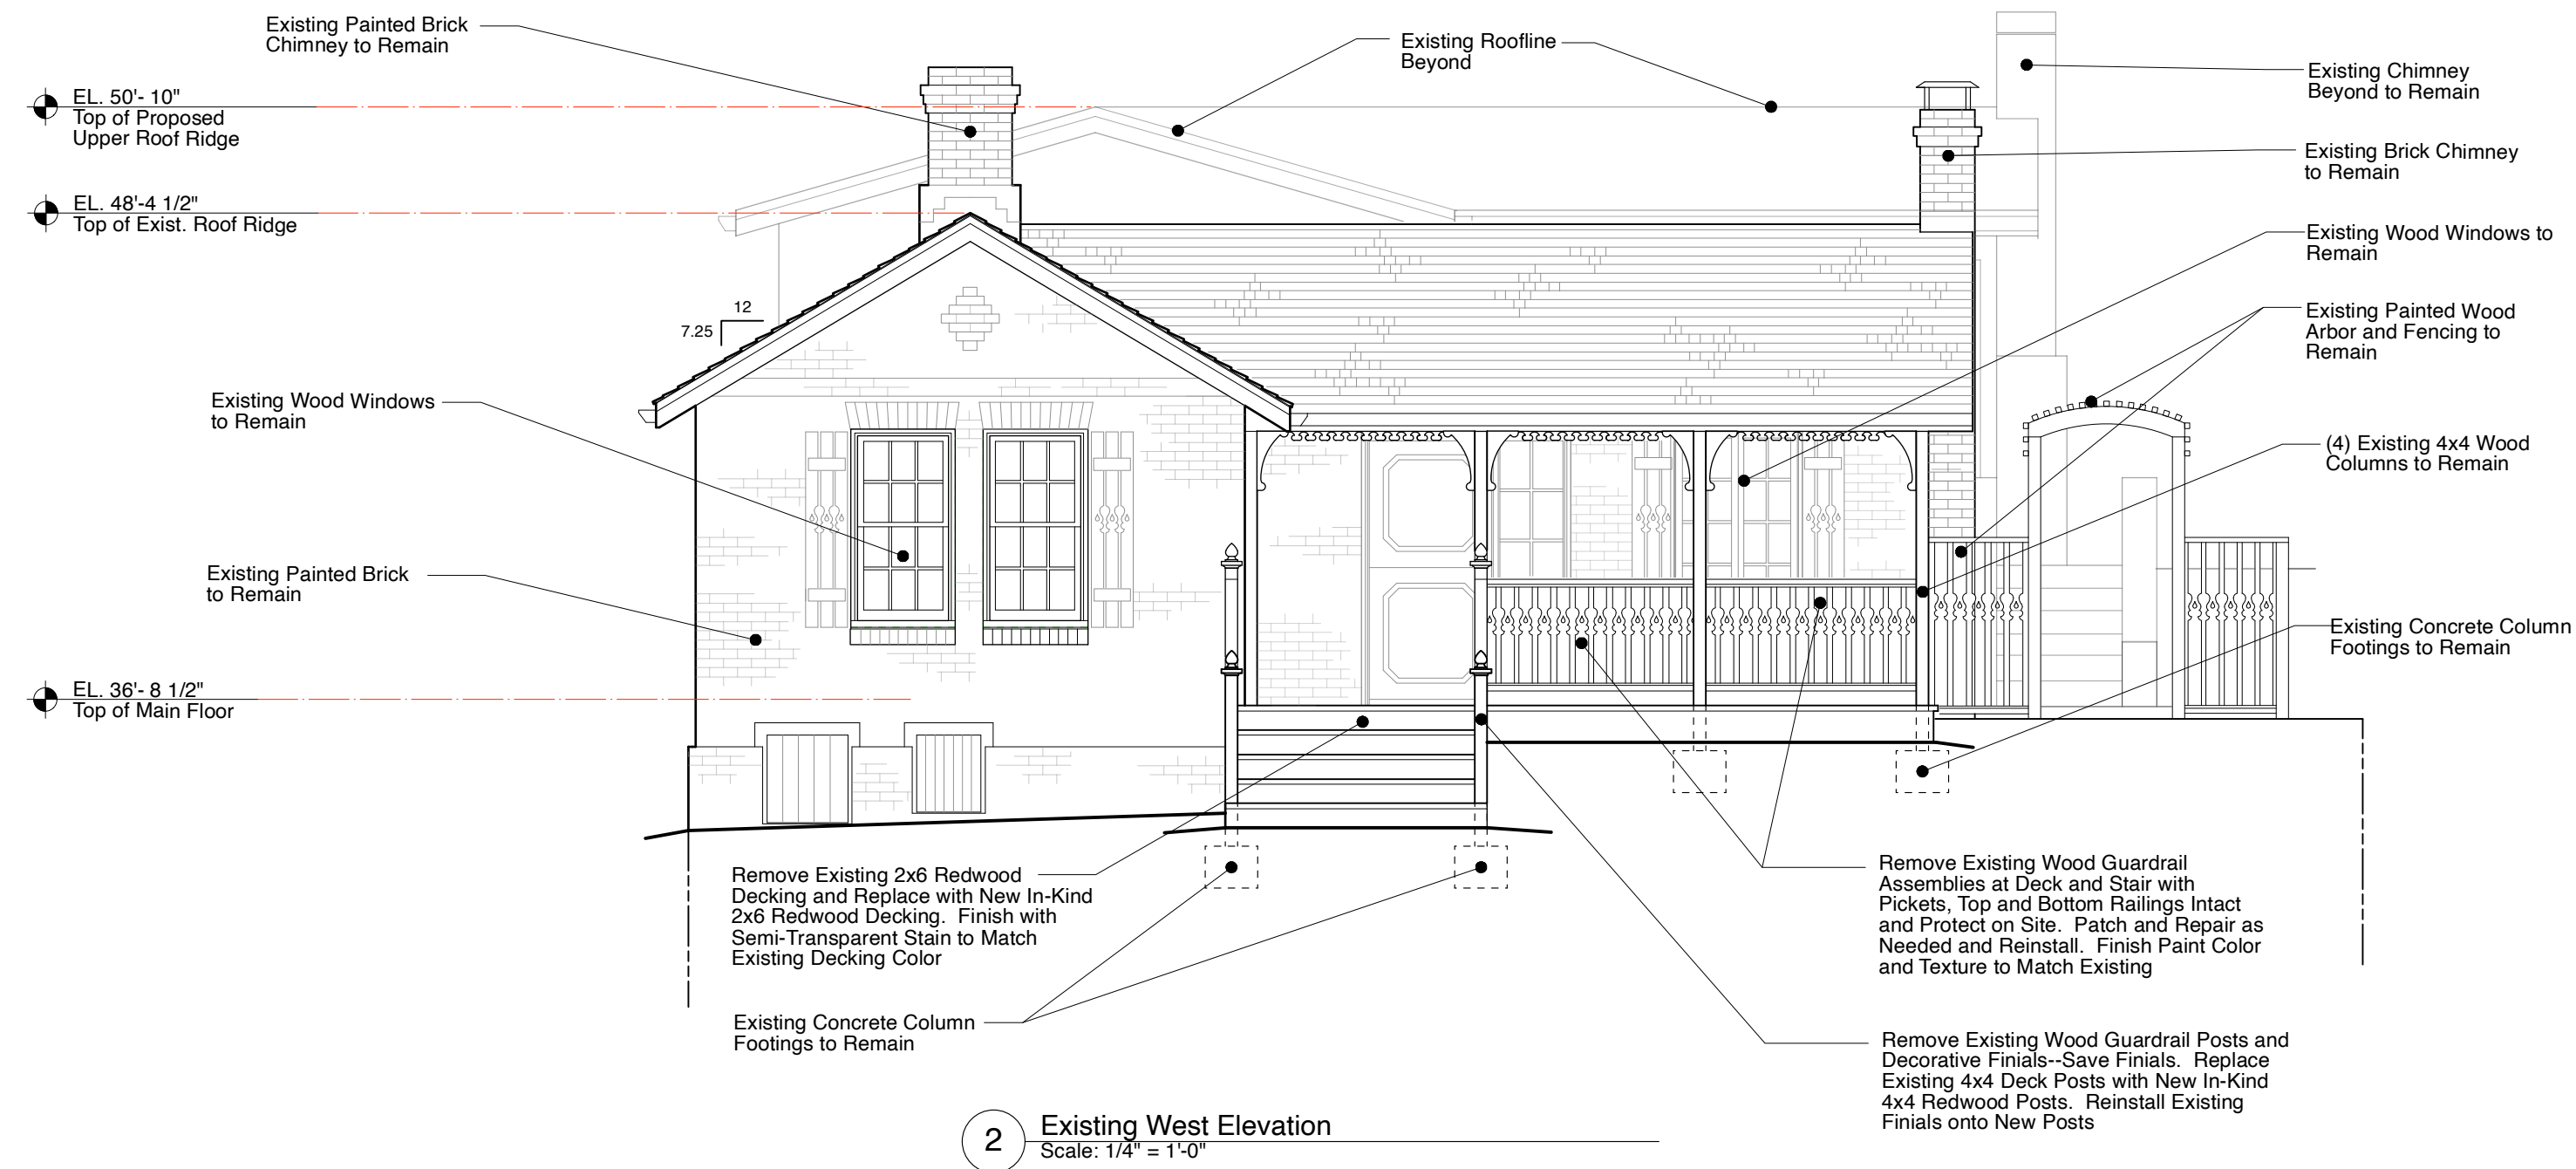 Existing Painted Brick
Chimney to Remain
Existing Roofline
Beyond
Existing Chimney
Beyond to Remain
EL. 50'- 10"
Top of Proposed
Upper Roof Ridge
Existing Brick Chimney
to Remain
EL. 48'-4 1/2"
Top of Exist. Roof Ridge
Existing Wood Windows to
Remain
12
7.25
Existing Painted Wood
Arbor and Fencing to
Remain
Existing Wood Windows
to Remain
(4) Existing 4x4 Wood
Columns to Remain
Existing Painted Brick
to Remain
Existing Concrete Column
Footings to Remain
EL. 36'- 8 1/2"
Top of Main Floor
Remove Existing 2x6 Redwood
Decking and Replace with New In-Kind
2x6 Redwood Decking.  Finish with
Semi-Transparent Stain to Match
Existing Decking Color
Remove Existing Wood Guardrail
Assemblies at Deck and Stair with
Pickets, Top and Bottom Railings Intact
and Protect on Site.  Patch and Repair as
Needed and Reinstall.  Finish Paint Color
and Texture to Match Existing
Existing Concrete Column
Footings to Remain
Remove Existing Wood Guardrail Posts and
Decorative Finials--Save Finials.  Replace
Existing 4x4 Deck Posts with New In-Kind
4x4 Redwood Posts.  Reinstall Existing
Finials onto New Posts
2
Existing West Elevation
Scale: 1/4" = 1'-0"